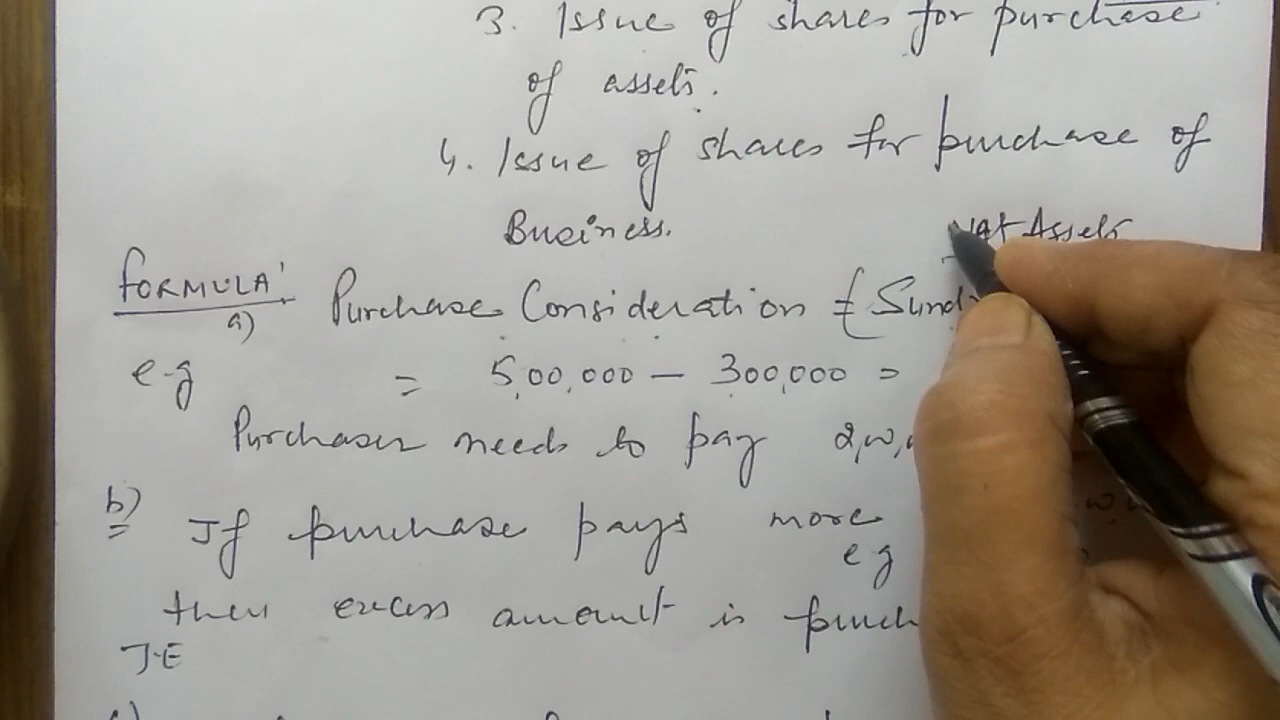 3. Issue of shares for purchase
of assets.
4. Issue of shares for purchase of
Business.
Net Assets
FORMULA:
a) Purchase Consideration =
e.g = 5,00,000 - 300,000 =
Purchaser needs to pay
b) If purchase pays more
e g
then excess amount is
J.E